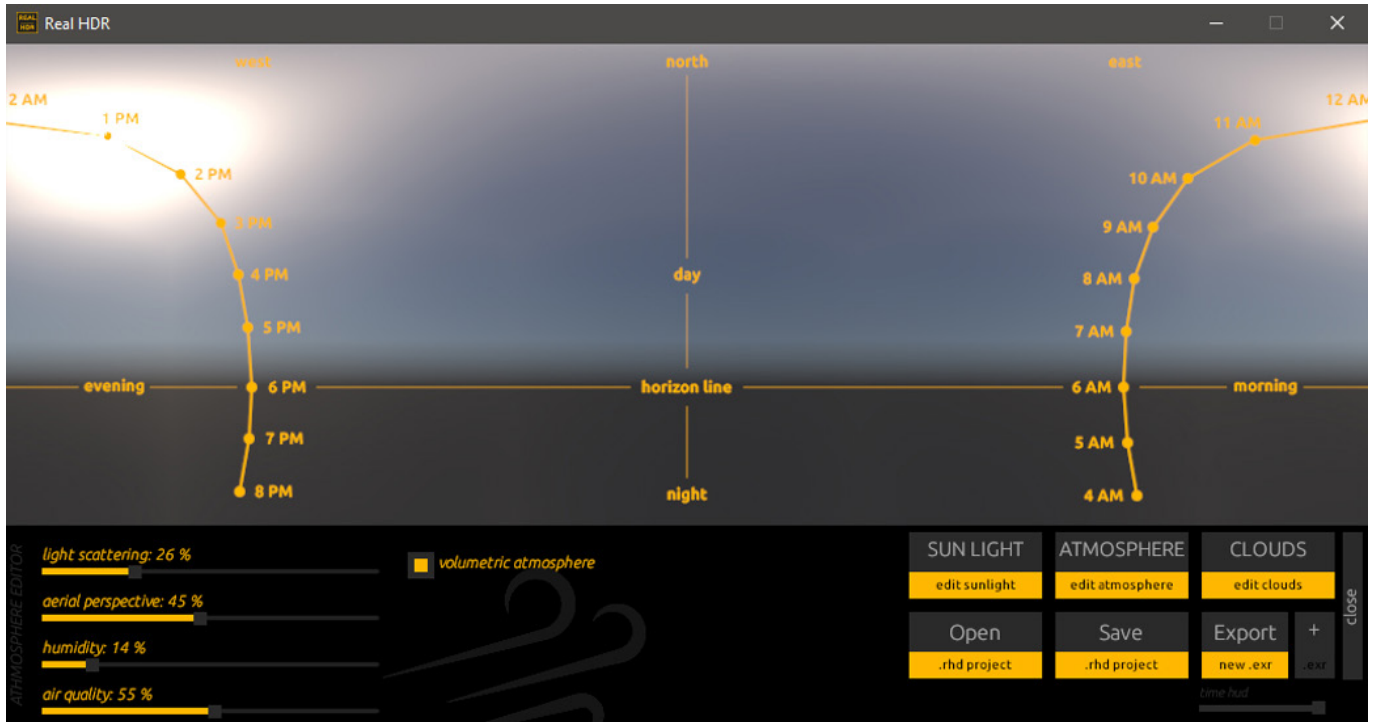 REAL HDR
Real HDR
west
north
east
2 AM
12 AM
1 PM
11 AM
2 PM
10 AM
3 PM
9 AM
4 PM
day
8 AM
5 PM
7 AM
evening
6 PM
horizon line
6 AM
morning
7 PM
5 AM
8 PM
night
4 AM
ATHMOSPHERE EDITOR
light scattering: 26 %
aerial perspective: 45 %
humidity: 14 %
air quality: 55 %
volumetric atmosphere
SUN LIGHT
edit sunlight
ATMOSPHERE
edit atmosphere
CLOUDS
edit clouds
Open
.rhd project
Save
.rhd project
Export
new .exr
+
.exr
close
time hud